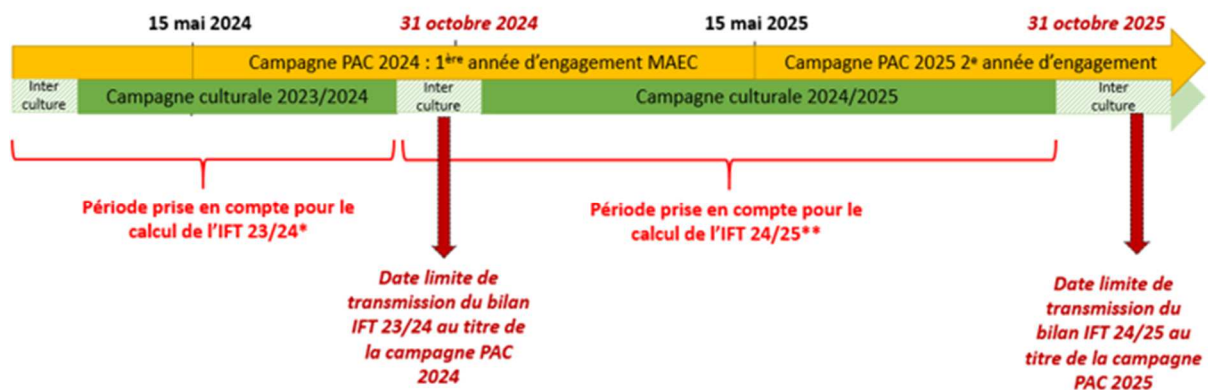 15 mai 2024
31 octobre 2024
15 mai 2025
31 octobre 2025
Campagne PAC 2024 : 1ère année d'engagement MAEC
Campagne PAC 2025 2e année d'engagement
Inter
culture
Campagne culturale 2023/2024
Inter
culture
Campagne culturale 2024/2025
Inter
culture
Période prise en compte pour le
calcul de l'IFT 23/24*
Période prise en compte pour le
calcul de l'IFT 24/25**
Date limite de
transmission du bilan
IFT 23/24 au titre de
la campagne PAC
2024
Date limite de
transmission du
bilan IFT 24/25 au
titre de la campagne
PAC 2025